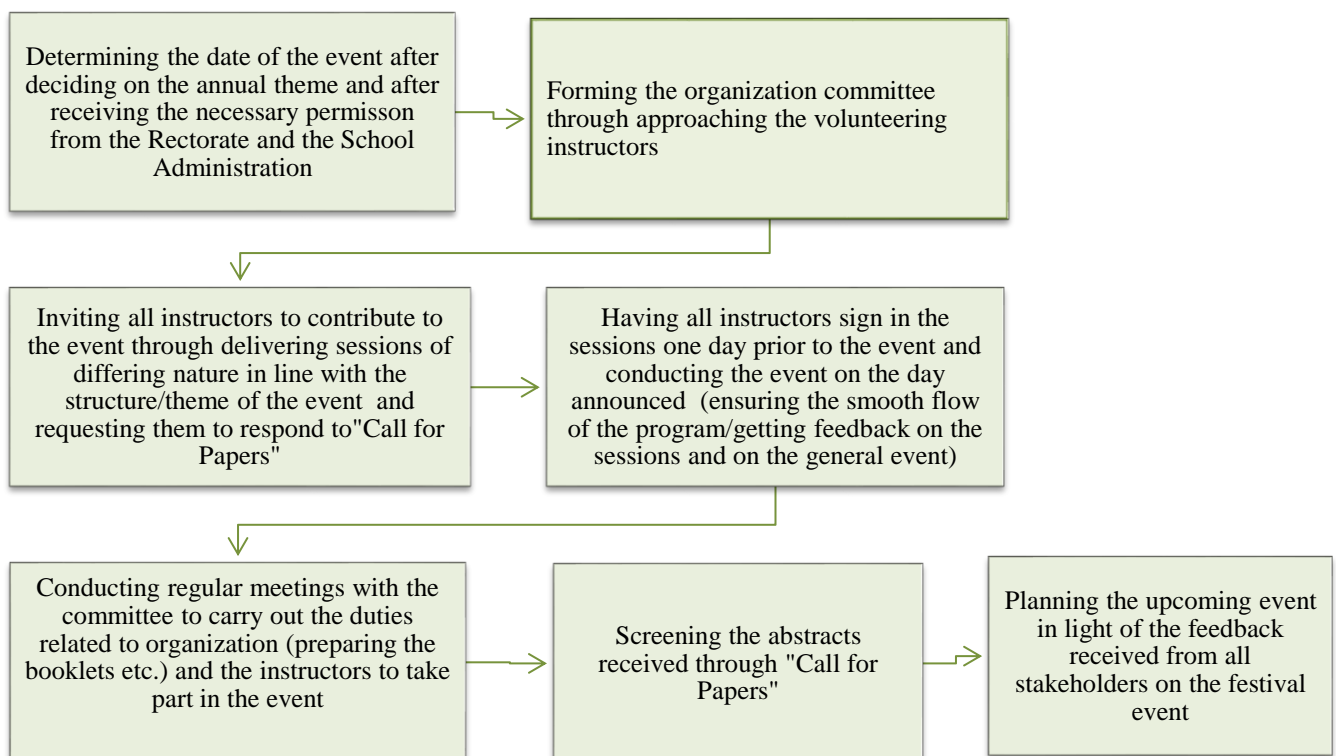 Determining the date of the event after
deciding on the annual theme and after
receiving the necessary permisson
from the Rectorate and the School
Administration
Forming the organization committee
through approaching the volunteering
instructors
Inviting all instructors to contribute to
the event through delivering sessions of
differing nature in line with the
structure/theme of the event and
requesting them to respond to"Call for
Papers"
Having all instructors sign in the
sessions one day prior to the event and
conducting the event on the day
announced (ensuring the smooth flow
of the program/getting feedback on the
sessions and on the general event)
Conducting regular meetings with the
committee to carry out the duties
related to organization (preparing the
booklets etc.) and the instructors to take
part in the event
Screening the abstracts
received through "Call for
Papers"
Planning the upcoming event
in light of the feedback
received from all
stakeholders on the festival
event